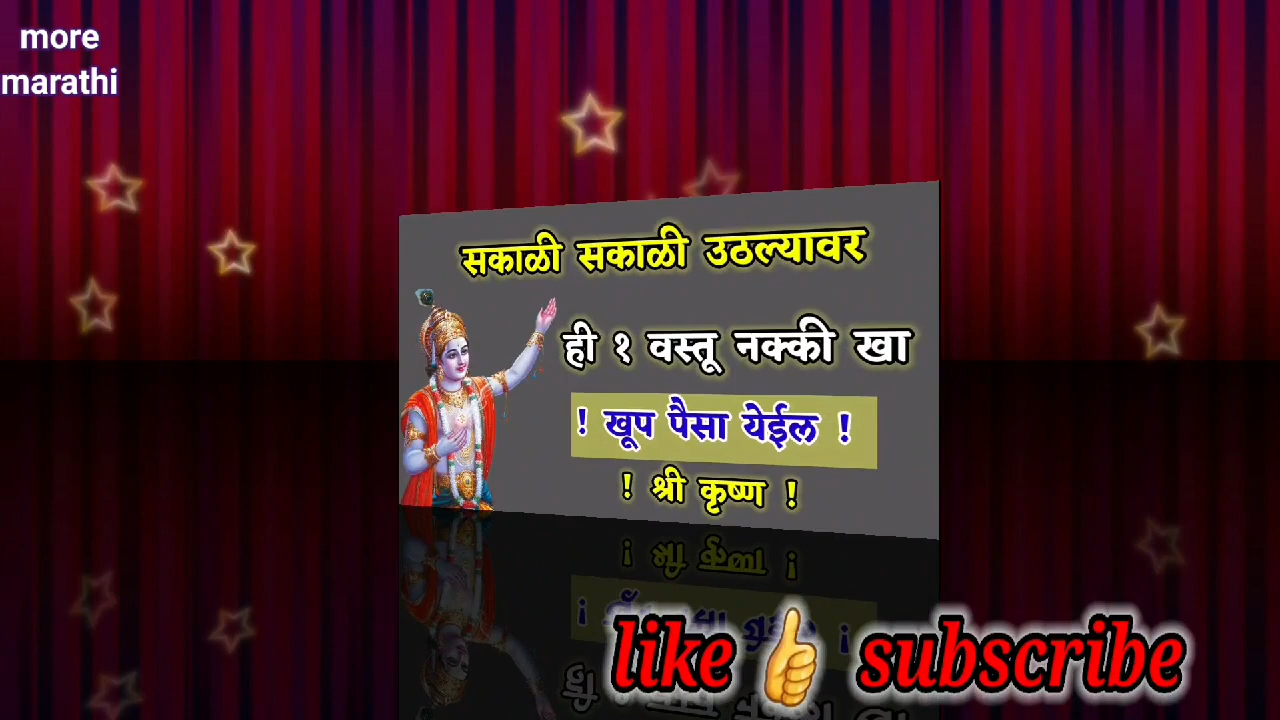 more
marathi
सकाळी सकाळी उठल्यावर
ही १ वस्तू नक्की खा
! खूप पैसा येईल !
! श्री कृष्ण !
like 👍 subscribe